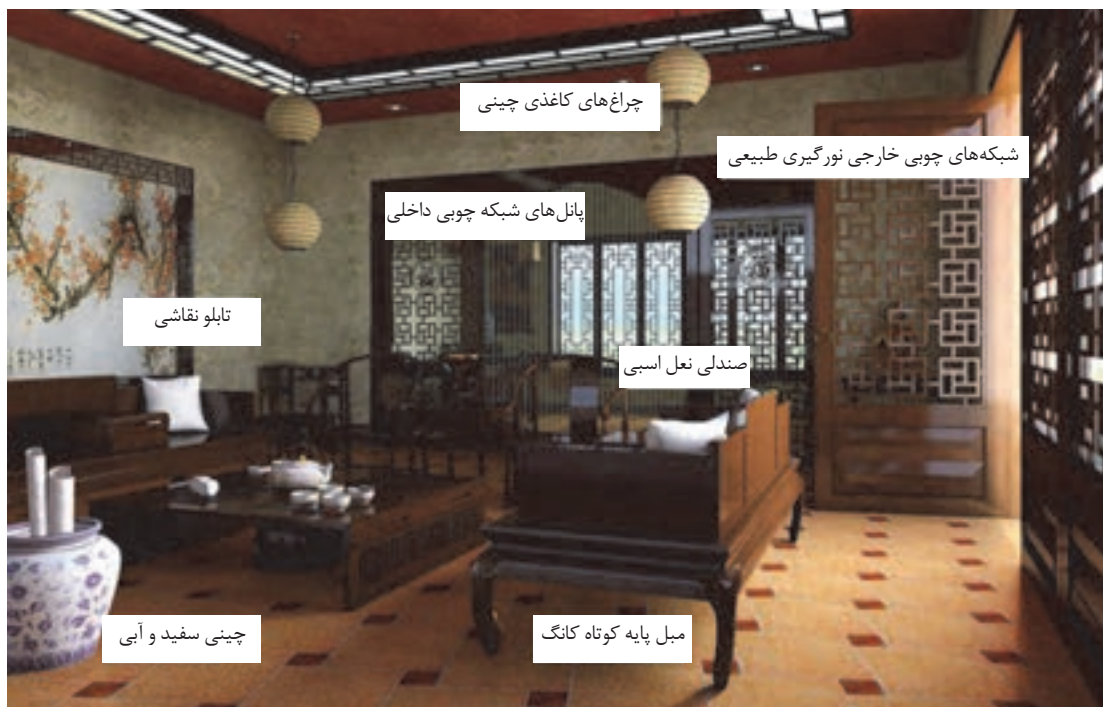 چراغ‌های کاغذی چینی
شبکه‌های چوبی خارجی نورگیری طبیعی
پانل‌های شبکه چوبی داخلی
تابلو نقاشی
صندلی نعل اسبی
چینی سفید و آبی
مبل پایه کوتاه کانگ